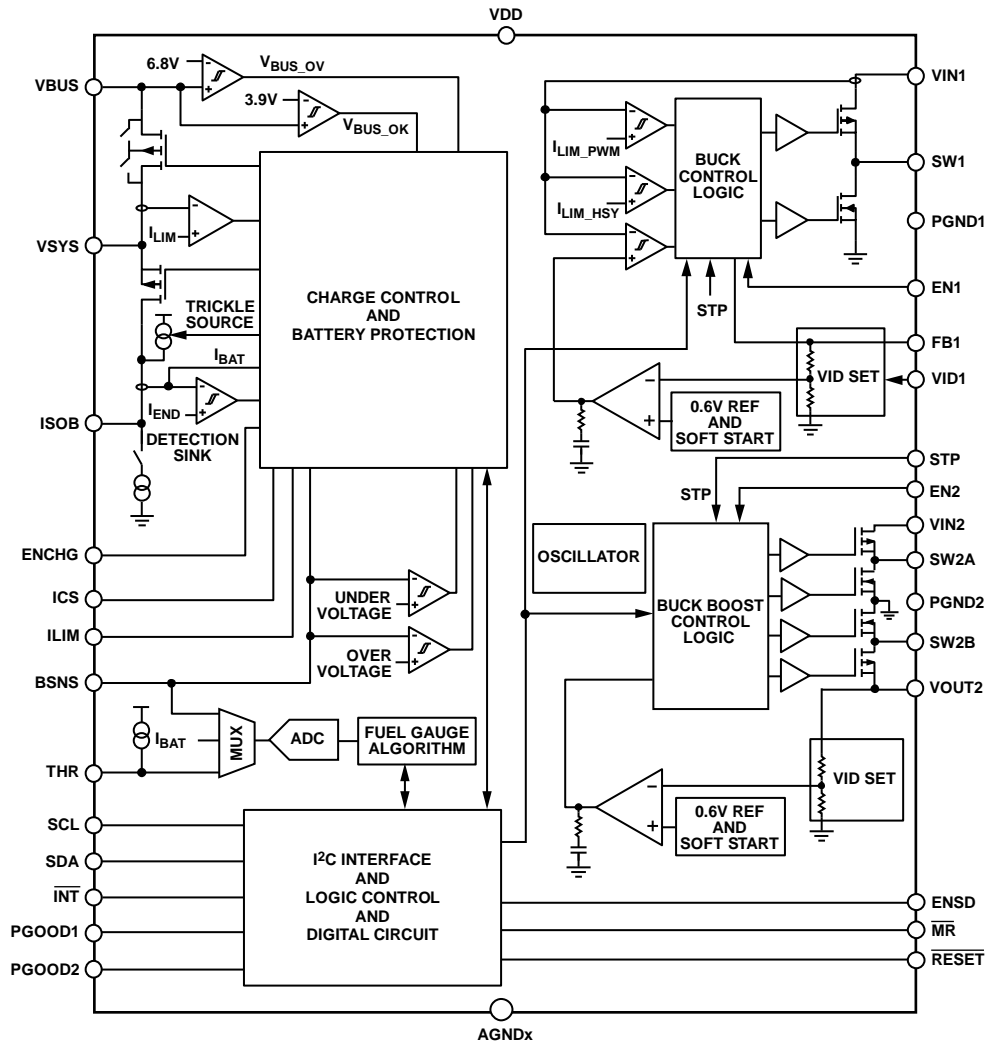 VDD
6.8V
V_BUS_OV
VBUS
3.9V
V_BUS_OK
I_LIM
VSYS
TRICKLE
SOURCE
I_BAT
I_END
ISOB
DETECTION
SINK
CHARGE CONTROL
AND
BATTERY PROTECTION
ENCHG
ICS
ILIM
BSNS
UNDER
VOLTAGE
OVER
VOLTAGE
I_BAT
MUX
ADC
FUEL GAUGE
ALGORITHM
THR
SCL
SDA
INT
PGOOD1
PGOOD2
I²C INTERFACE
AND
LOGIC CONTROL
AND
DIGITAL CIRCUIT
I_LIM_PWM
I_LIM_HSY
BUCK
CONTROL
LOGIC
STP
VIN1
SW1
PGND1
EN1
FB1
VID1
VID SET
0.6V REF
AND
SOFT START
STP
EN2
STP
VIN2
SW2A
PGND2
SW2B
VOUT2
OSCILLATOR
BUCK BOOST
CONTROL
LOGIC
VID SET
0.6V REF
AND
SOFT START
ENSD
MR
RESET
AGNDx